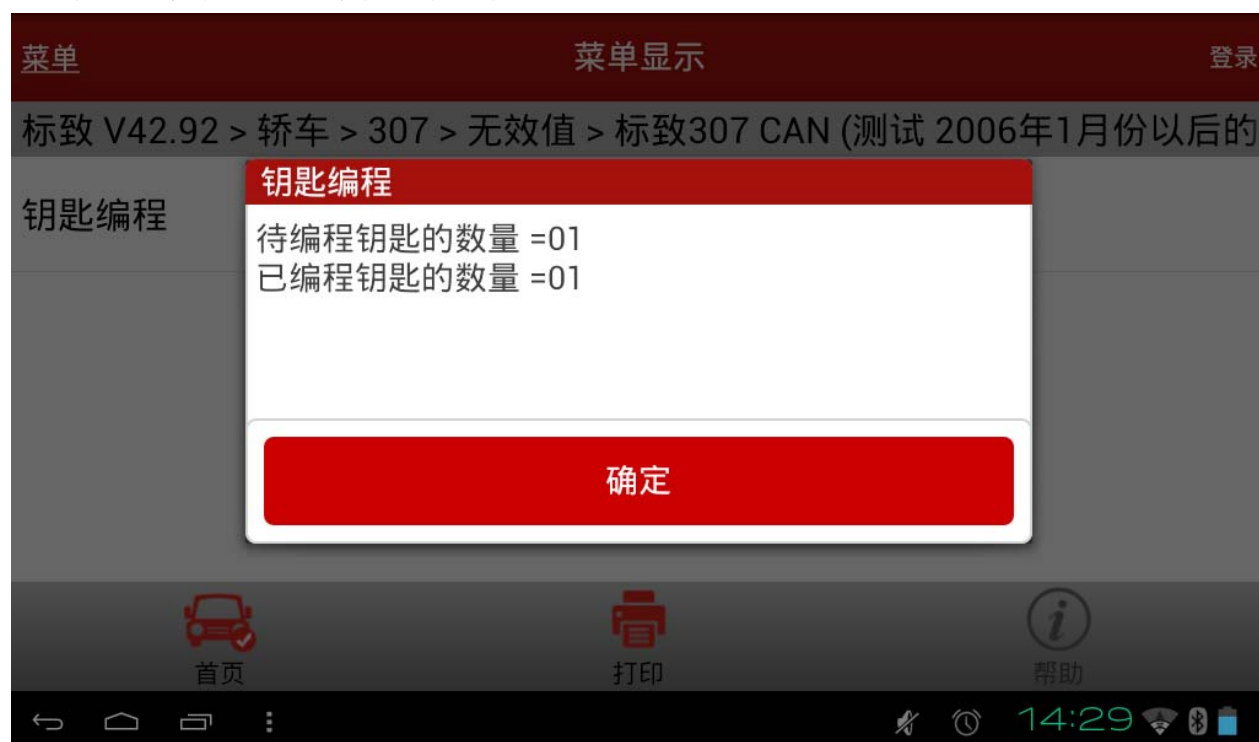 菜单
菜单显示
登录
标致 V42.92 > 轿车 > 307 > 无效值 > 标致307 CAN (测试 2006年1月份以后的
钥匙编程
钥匙编程
待编程钥匙的数量 =01
已编程钥匙的数量 =01
确定
首页
打印
帮助
14:29